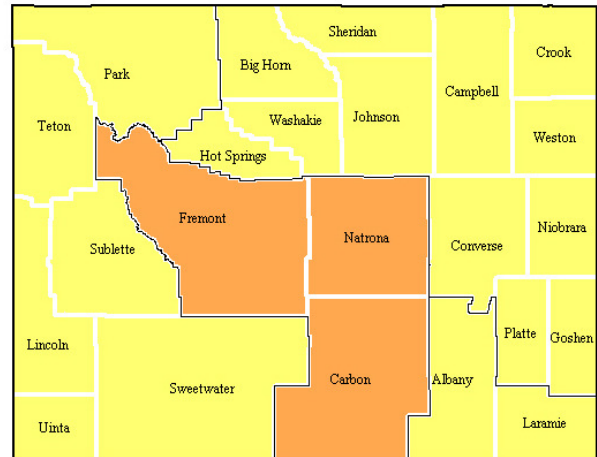 Sheridan
Crook
Big Horn
Park
Campbell
Teton
Washakie
Johnson
Weston
Hot Springs
Fremont
Natrona
Converse
Niobrara
Sublette
Lincoln
Platte
Goshen
Sweetwater
Carbon
Albany
Uinta
Laramie